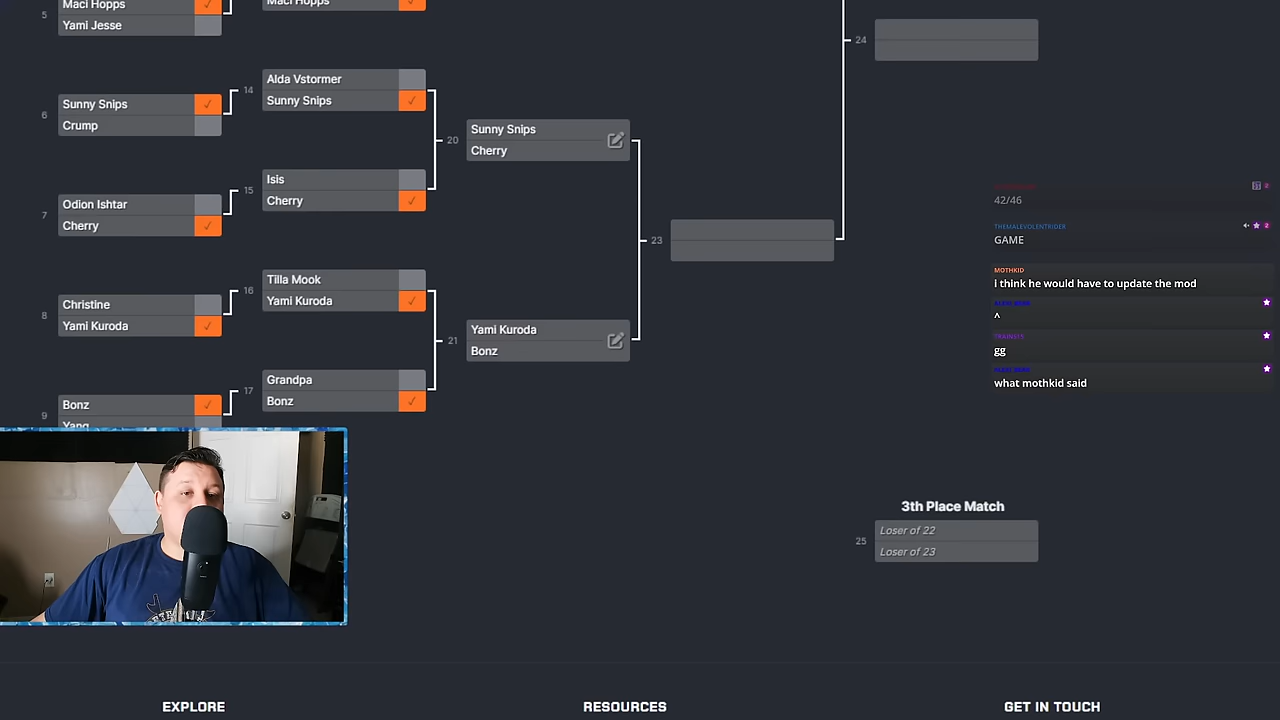 Maci Hopps
5
Yami Jesse
Maci Hopps
24
Alda Vstormer
14
Sunny Snips
Sunny Snips
6
Crump
Sunny Snips
20
Cherry
Isis
15
Cherry
42/46
Odion Ishtar
7
Cherry
THEMALEVOLENTRIDER
GAME
23
Tilla Mook
16
Yami Kuroda
MOTHKID
i think he would have to update the mod
Christine
8
Yami Kuroda
^
Yami Kuroda
21
Bonz
gg
Grandpa
17
Bonz
what mothkid said
Bonz
9
Yang
3th Place Match
Loser of 22
25
Loser of 23
EXPLORE
RESOURCES
GET IN TOUCH